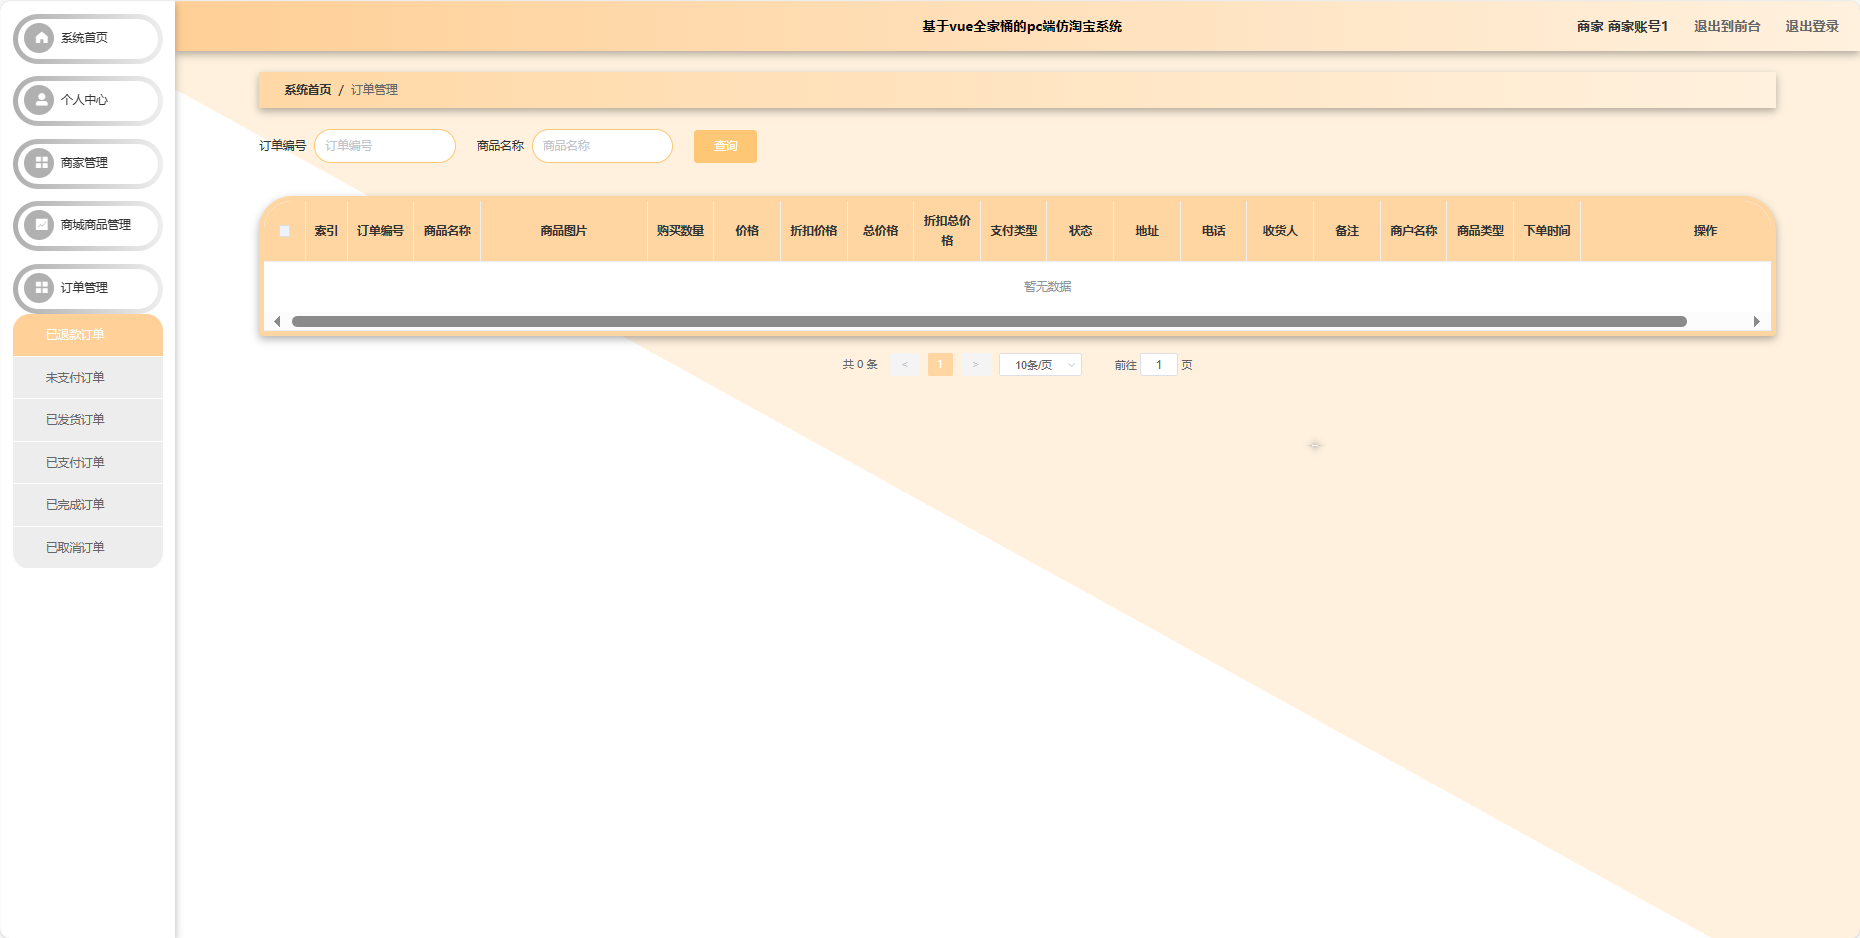 基于vue全家桶的pc端仿淘宝系统
商家 商家账号1 退出到前台 退出登录
系统首页
个人中心
商家管理
商城商品管理
订单管理
已退款订单
未支付订单
已发货订单
已支付订单
已完成订单
已取消订单
系统首页 / 订单管理
订单编号 订单编号 商品名称 商品名称 查询
索引 订单编号 商品名称 商品图片 购买数量 价格 折扣价格 总价格 折扣总价格 支付类型 状态 地址 电话 收货人 备注 商户名称 商品类型 下单时间 操作
暂无数据
共 0 条 < 1 > 10条/页 前往 1 页